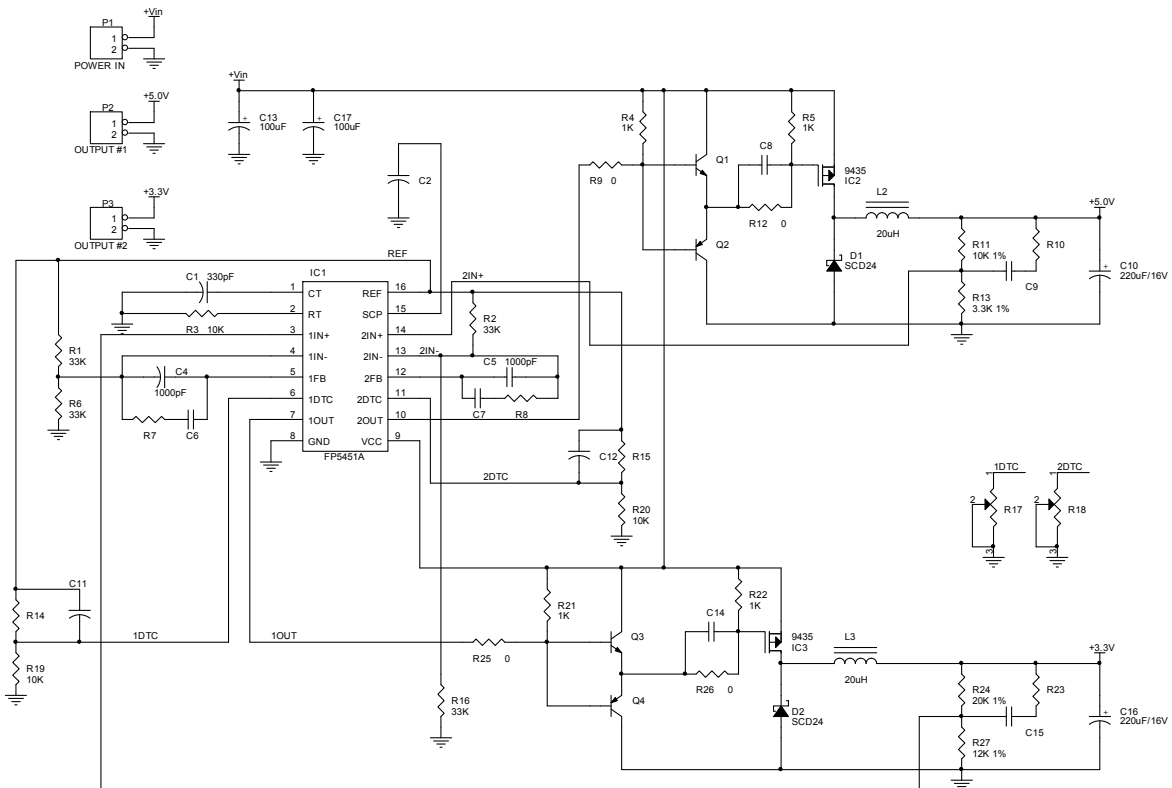 P1
+Vin
1
2
POWER IN
P2
+5.0V
1
2
OUTPUT #1
P3
+3.3V
1
2
OUTPUT #2
+Vin
C13
100uF
C17
100uF
C2
R4
1K
R9 0
Q1
Q2
C8
R12 0
R5
1K
9435
IC2
L2
20uH
D1
SCD24
+5.0V
R11
10K 1%
R10
C9
R13
3.3K 1%
C10
220uF/16V
REF
IC1
C1 330pF
R3 10K
1 CT
2 RT
3 1IN+
4 1IN-
5 1FB
6 1DTC
7 1OUT
8 GND
REF 16
SCP 15
2IN+ 14
2IN- 13
2FB 12
2DTC 11
2OUT 10
VCC 9
FP5451A
2IN+
R2
33K
2IN-
C5 1000pF
C7
R8
R1
33K
R6
33K
C4
1000pF
R7
C6
C12
R15
2DTC
R20
10K
1DTC
1
2
3
R17
2DTC
1
2
3
R18
C11
R14
1DTC
R19
10K
1OUT
R25 0
R16
33K
R21
1K
Q3
Q4
C14
R26 0
R22
1K
9435
IC3
L3
20uH
D2
SCD24
+3.3V
R24
20K 1%
R23
C15
R27
12K 1%
C16
220uF/16V